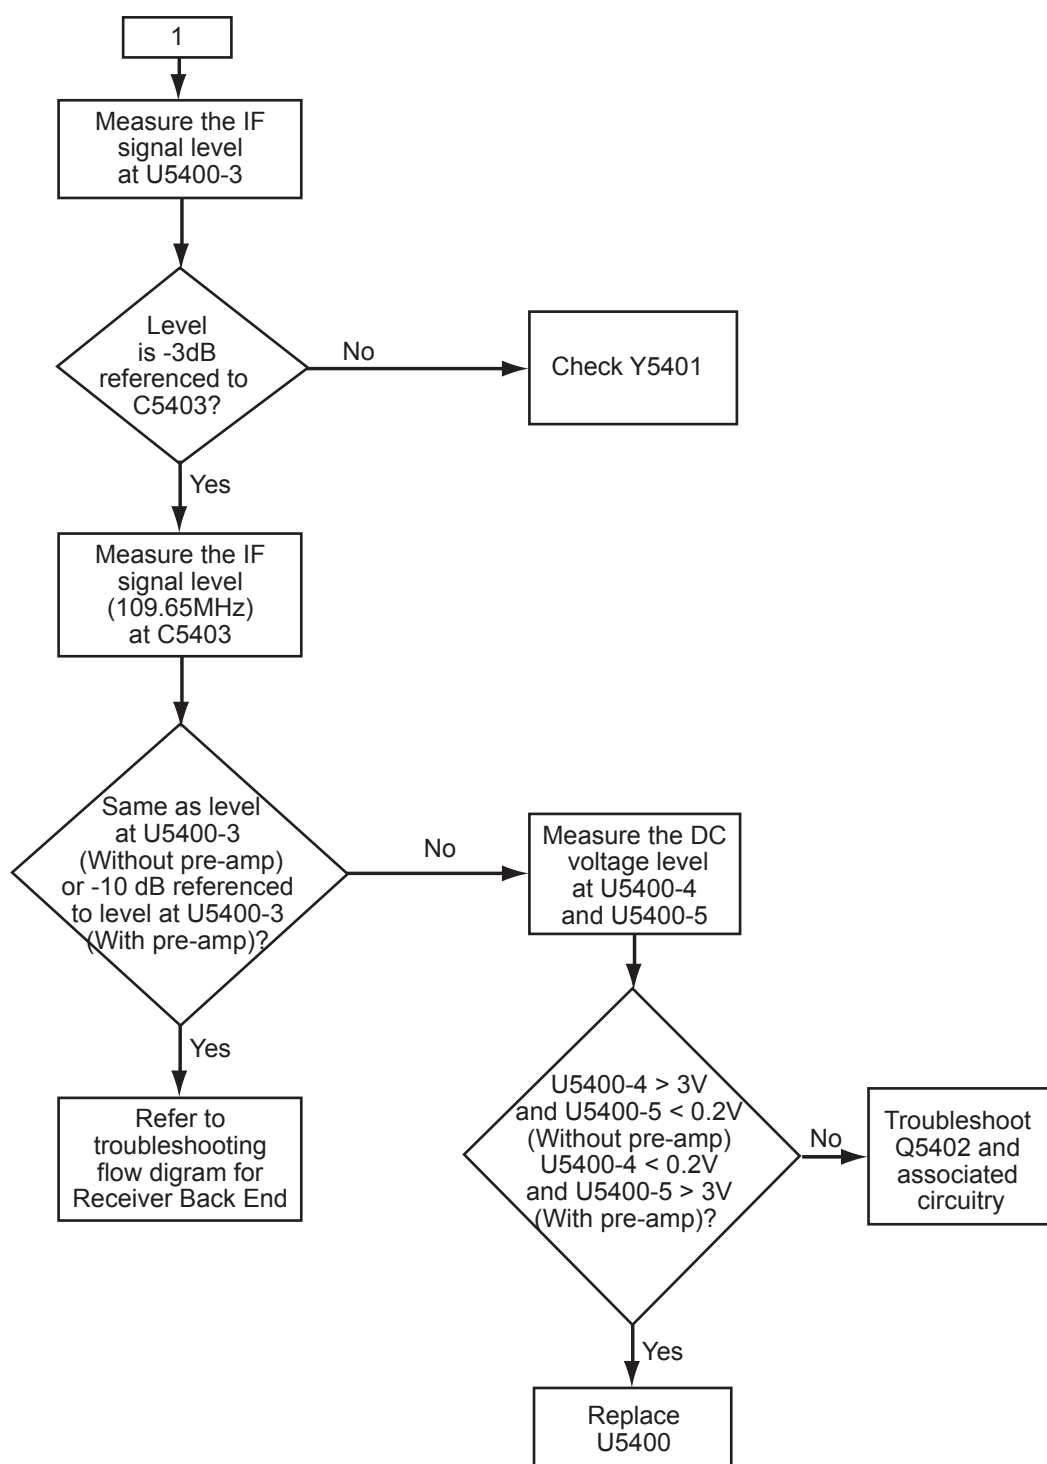 1
Measure the IF
signal level
at U5400-3
Level
is -3dB
referenced to
C5403?
No
Check Y5401
Yes
Measure the IF
signal level
(109.65MHz)
at C5403
Same as level
at U5400-3
(Without pre-amp)
or -10 dB referenced
to level at U5400-3
(With pre-amp)?
No
Measure the DC
voltage level
at U5400-4
and U5400-5
Yes
Refer to
troubleshooting
flow digram for
Receiver Back End
U5400-4 > 3V
and U5400-5 < 0.2V
(Without pre-amp)
U5400-4 < 0.2V
and U5400-5 > 3V
(With pre-amp)?
No
Troubleshoot
Q5402 and
associated
circuitry
Yes
Replace
U5400